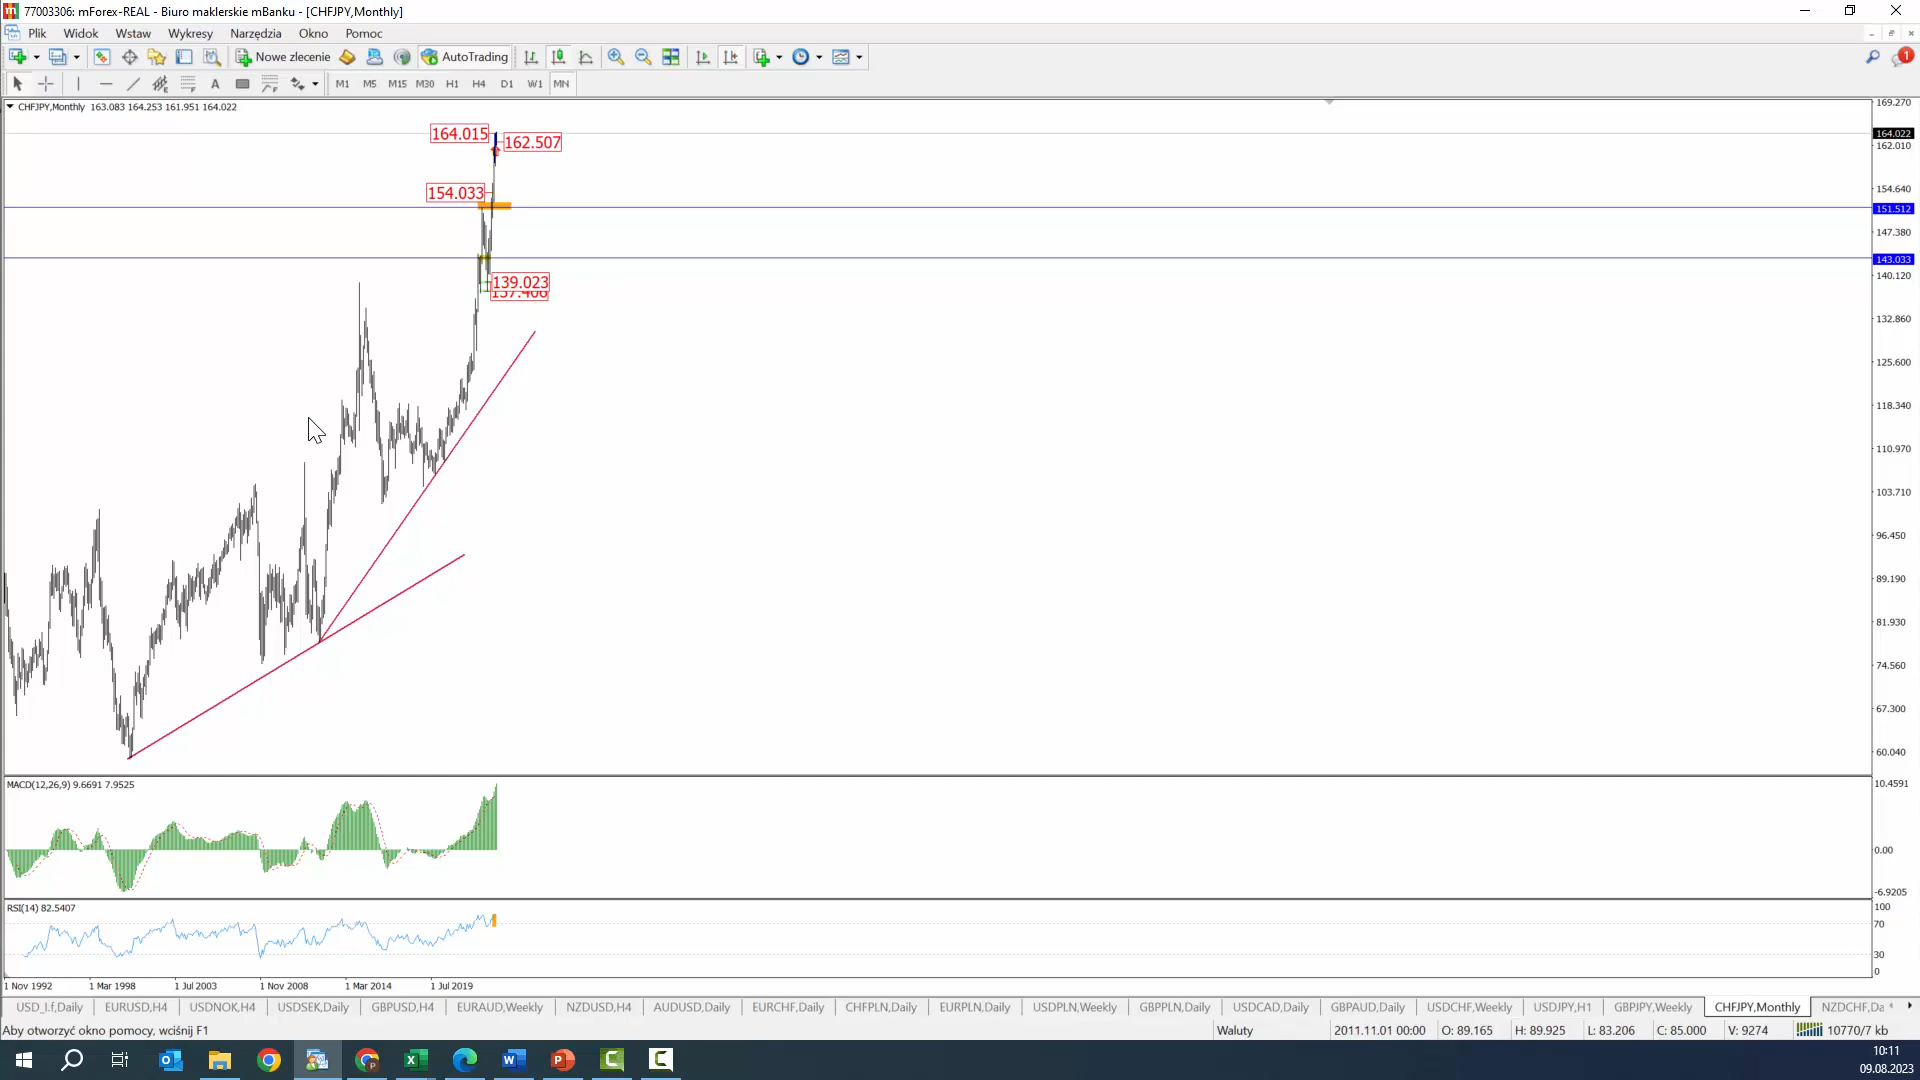 77003306: mForex-REAL - Biuro maklerskie mBanku - [CHFJPY,Monthly]
Plik Widok Wstaw Wykresy Narzędzia Okno Pomoc
Nowe zlecenie AutoTrading 1
A M1 M5 M15 M30 H1 H4 D1 W1 MN
CHFJPY,Monthly 163.083 164.253 161.951 164.022
169.270
164.015 164.022
162.507 162.010
154.033 154.640
151.512
147.380
143.033
139.023 140.120
137.406
132.860
125.600
118.340
110.970
103.710
96.450
89.190
81.930
74.560
67.300
60.040
MACD(12,26,9) 9.6691 7.9525 10.4591
0.00
-6.9205
RSI(14) 82.5407 100
70
30
0
1 Nov 1992 1 Mar 1998 1 Jul 2003 1 Nov 2008 1 Mar 2014 1 Jul 2019
USD_I.f,Daily EURUSD,H4 USDNOK,H4 USDSEK,Daily GBPUSD,H4 EURAUD,Weekly NZDUSD,H4 AUDUSD,Daily EURCHF,Daily CHFPLN,Daily EURPLN,Daily USDPLN,Weekly GBPPLN,Daily USDCAD,Daily GBPAUD,Daily USDCHF,Weekly USDJPY,H1 GBPJPY,Weekly CHFJPY,Monthly NZDCHF,Da
Aby otworzyć okno pomocy, wciśnij F1 Waluty 2011.11.01 00:00 O: 89.165 H: 89.925 L: 83.206 C: 85.000 V: 9274 10770/7 kb
10:11
09.08.2023